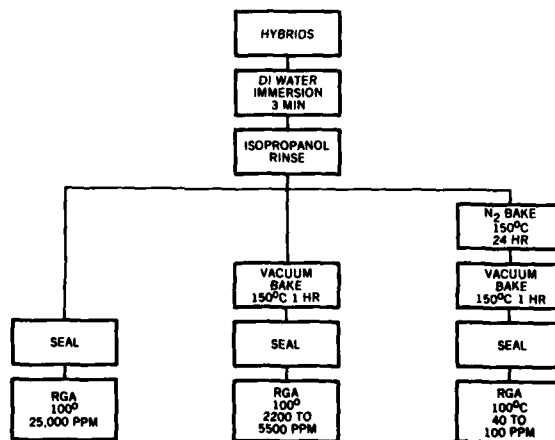 HYBRIDS
DI WATER
IMMERSION
3 MIN
ISOPROPANOL
RINSE
N₂ BAKE
150°C
24 HR
VACUUM
BAKE
150°C 1 HR
VACUUM
BAKE
150°C 1 HR
SEAL
SEAL
SEAL
RGA
100°
25,000 PPM
RGA
100°
2200 TO
5500 PPM
RGA
100°C
40 TO
100 PPM